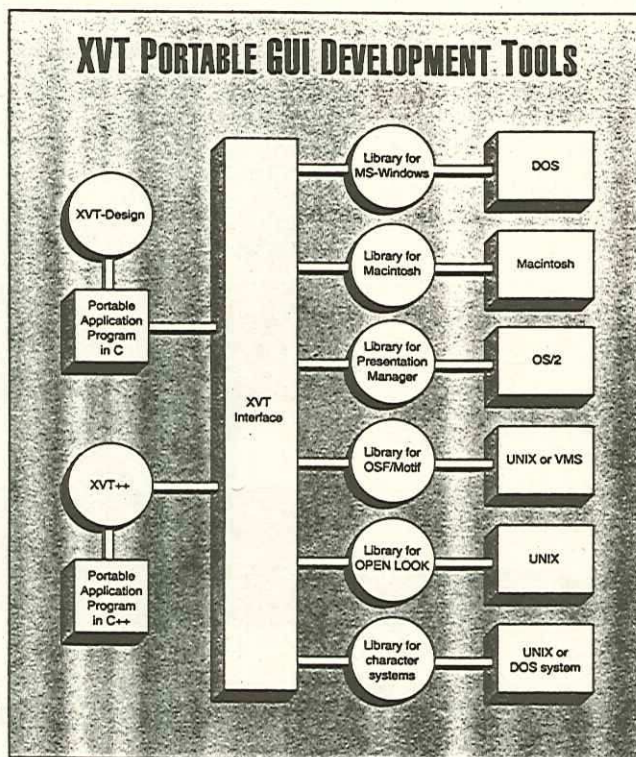 XVT PORTABLE GUI DEVELOPMENT TOOLS
XVT-Design
Portable
Application
Program
in C
XVT++
Portable
Application
Program
in C++
XVT
Interface
Library for
MS-Windows
DOS
Library for
Macintosh
Macintosh
Library for
Presentation
Manager
OS/2
Library for
OSF/Motif
UNIX or VMS
Library for
OPEN LOOK
UNIX
Library for
character
systems
UNIX or
DOS system